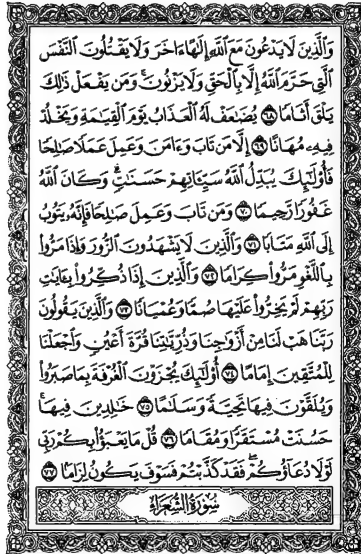 وَالَّذِينَ لَا يَدْعُونَ مَعَ اللَّهِ إِلَٰهًا ءَاخَرَ وَلَا يَقْتُلُونَ النَّفْسَ
الَّتِي حَرَّمَ اللَّهُ إِلَّا بِالْحَقِّ وَلَا يَزْنُونَ ۚ وَمَن يَفْعَلْ ذَٰلِكَ
يَلْقَ أَثَامًا ٦٨ يُضَٰعَفْ لَهُ الْعَذَابُ يَوْمَ الْقِيَٰمَةِ وَيَخْلُدْ
فِيهِۦ مُهَانًا ٦٩ إِلَّا مَن تَابَ وَءَامَنَ وَعَمِلَ عَمَلًا صَٰلِحًا
فَأُو۟لَٰٓئِكَ يُبَدِّلُ اللَّهُ سَيِّـَٔاتِهِمْ حَسَنَٰتٍ ۗ وَكَانَ اللَّهُ
غَفُورًا رَّحِيمًا ٧٠ وَمَن تَابَ وَعَمِلَ صَٰلِحًا فَإِنَّهُۥ يَتُوبُ
إِلَى اللَّهِ مَتَابًا ٧١ وَالَّذِينَ لَا يَشْهَدُونَ الزُّورَ وَإِذَا مَرُّوا۟
بِاللَّغْوِ مَرُّوا۟ كِرَامًا ٧٢ وَالَّذِينَ إِذَا ذُكِّرُوا۟ بِـَٔايَٰتِ
رَبِّهِمْ لَمْ يَخِرُّوا۟ عَلَيْهَا صُمًّا وَعُمْيَانًا ٧٣ وَالَّذِينَ يَقُولُونَ
رَبَّنَا هَبْ لَنَا مِنْ أَزْوَٰجِنَا وَذُرِّيَّٰتِنَا قُرَّةَ أَعْيُنٍ وَاجْعَلْنَا
لِلْمُتَّقِينَ إِمَامًا ٧٤ أُو۟لَٰٓئِكَ يُجْزَوْنَ الْغُرْفَةَ بِمَا صَبَرُوا۟
وَيُلَقَّوْنَ فِيهَا تَحِيَّةً وَسَلَٰمًا ٧٥ خَٰلِدِينَ فِيهَا ۚ
حَسُنَتْ مُسْتَقَرًّا وَمُقَامًا ٧٦ قُلْ مَا يَعْبَؤُا۟ بِكُمْ رَبِّي
لَوْلَا دُعَآؤُكُمْ ۖ فَقَدْ كَذَّبْتُمْ فَسَوْفَ يَكُونُ لِزَامًا ٧٧
سُورَةُ الشُّعَرَاءِ